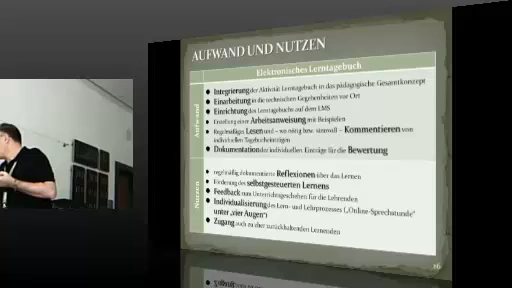 AUFWAND UND NUTZEN
Elektronisches Lerntagebuch
Aufwand
Integrierung der Aktivität Lerntagebuch in das pädagogische Gesamtkonzept
Einarbeitung in die technischen Gegebenheiten vor Ort
Einrichtung des Lerntagebuchs auf dem LMS
Erstellung einer Arbeitsanweisung mit Beispielen
Regelmäßiges Lesen und – wo nötig bzw. sinnvoll – Kommentieren von
individuellen Tagebucheinträgen
Dokumentation der individuellen Einträge für die Bewertung
Nutzen
regelmäßig dokumentierte Reflexionen über das Lernen
Förderung des selbstgesteuerten Lernens
Feedback zum Unterrichtsgeschehen für die Lehrenden
Individualisierung des Lern- und Lehrprozesses („Online-Sprechstunde“
unter „vier Augen“)
Zugang auch zu eher zurückhaltenden Lernenden